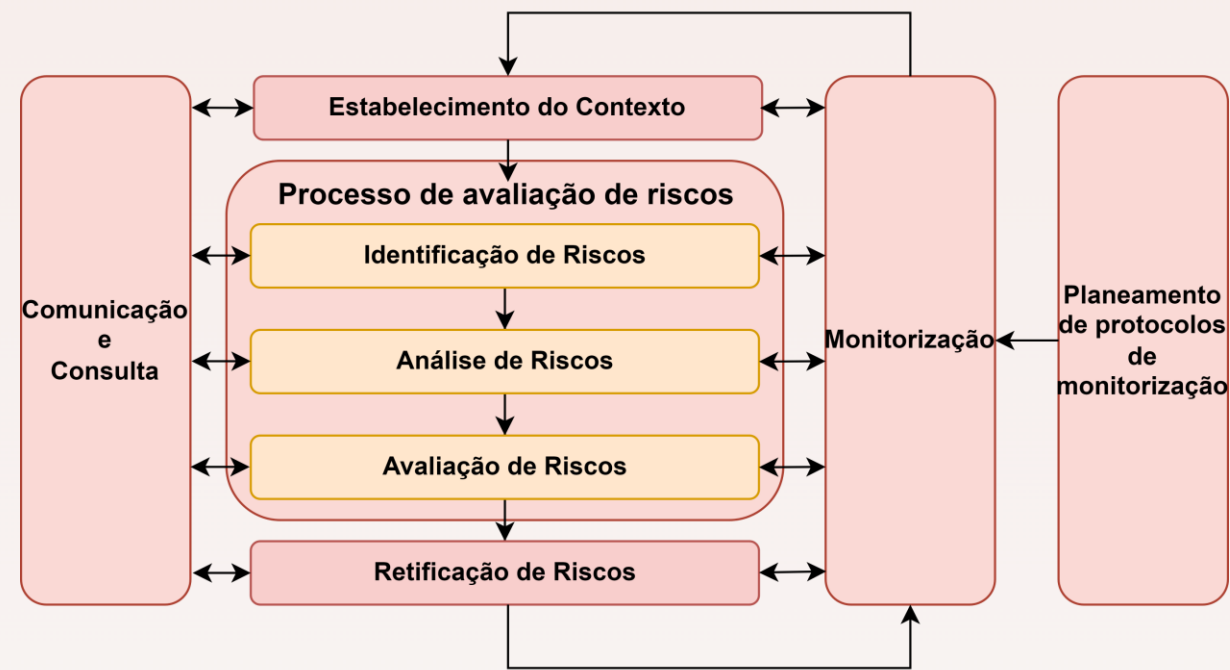 Estabelecimento do Contexto
Processo de avaliação de riscos
Identificação de Riscos
Análise de Riscos
Avaliação de Riscos
Retificação de Riscos
Comunicação
e
Consulta
Monitorização
Planeamento
de protocolos
de
monitorização